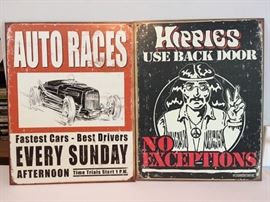 AUTO RACES
Fastest Cars - Best Drivers
EVERY SUNDAY
AFTERNOON Time Trials Start 1 P.M.
HIPPIES
USE BACK DOOR
NO
EXCEPTIONS